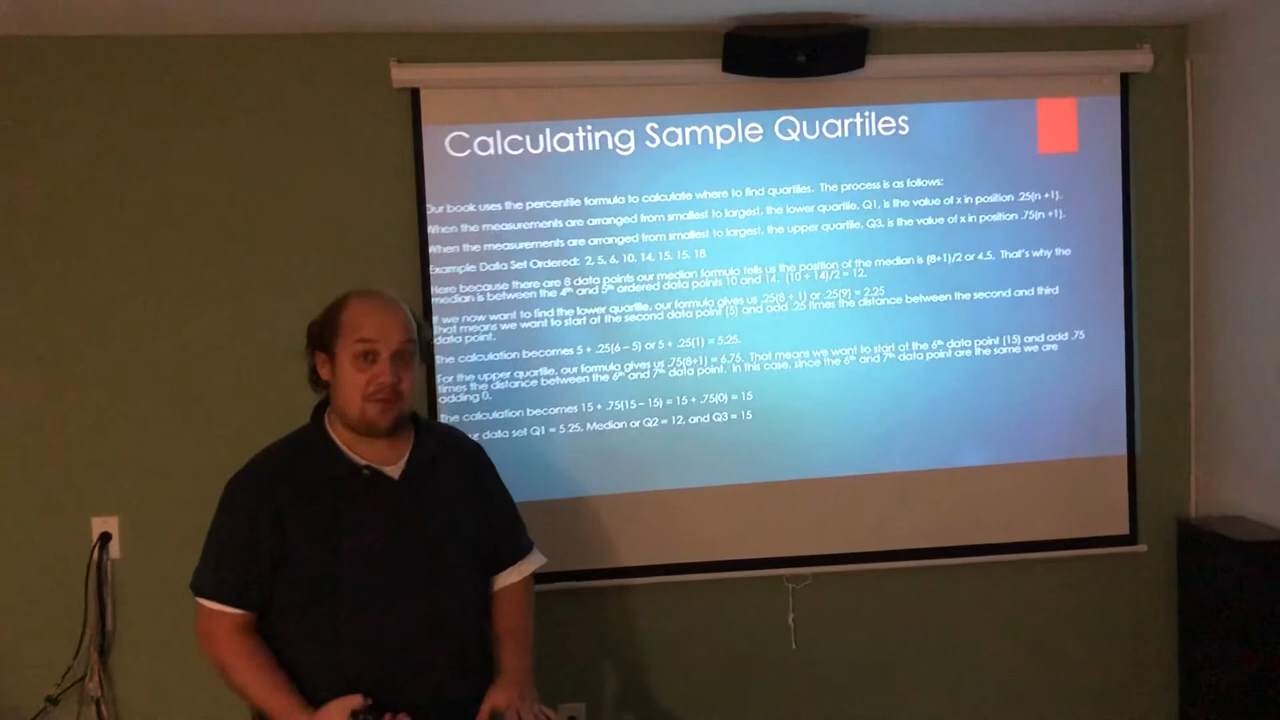 Calculating Sample Quartiles
Our book uses the percentile formula to calculate where to find quartiles. The process is as follows:
When the measurements are arranged from smallest to largest, the lower quartile, Q1, is the value of x in position .25(n +1).
When the measurements are arranged from smallest to largest, the upper quartile, Q3, is the value of x in position .75(n +1).
Example Data Set Ordered: 2, 5, 6, 10, 14, 15, 15, 18
Here because there are 8 data points our median formula tells us the position of the median is (8+1)/2 or 4.5. That's why the
median is between the 4th and 5th ordered data points 10 and 14. (10 + 14)/2 = 12.
If we now want to find the lower quartile, our formula gives us .25(8 + 1) or .25(9) = 2.25
That means we want to start at the second data point (5) and add .25 times the distance between the second and third
data point.
The calculation becomes 5 + .25(6 – 5) or 5 + .25(1) = 5.25.
For the upper quartile, our formula gives us .75(8+1) = 6.75. That means we want to start at the 6th data point (15) and add .75
times the distance between the 6th and 7th data point. In this case, since the 6th and 7th data point are the same we are
adding 0.
The calculation becomes 15 + .75(15 – 15) = 15 + .75(0) = 15
data set Q1 = 5.25, Median or Q2 = 12, and Q3 = 15